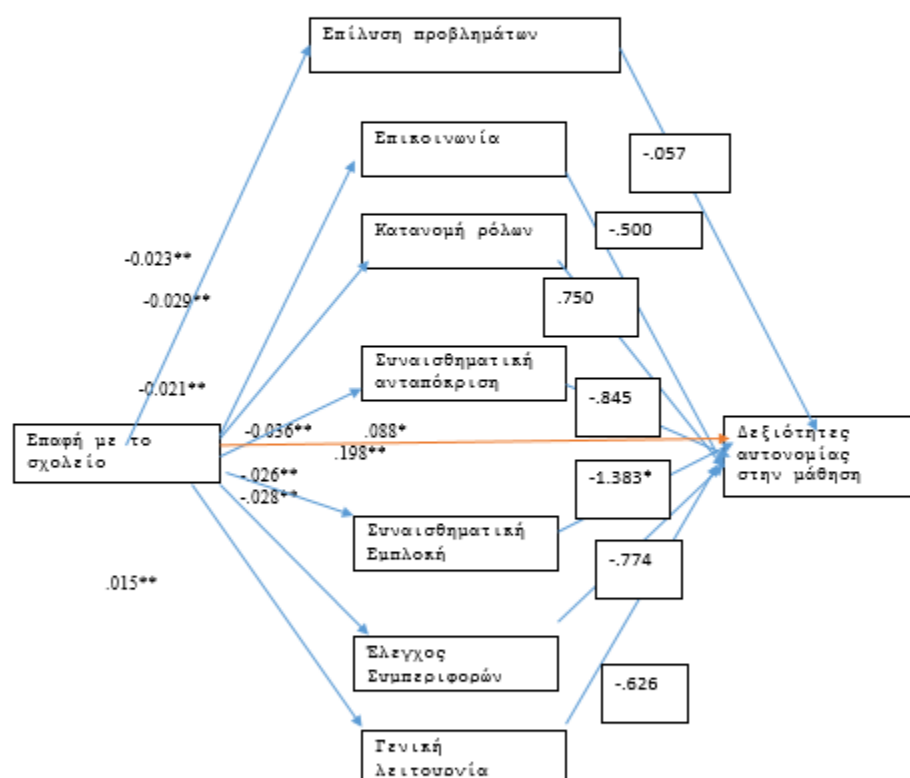 Επίλυση προβλημάτων
Επικοινωνία
-.057
Κατανομή ρόλων
-.500
-0.023**
.750
-0.029**
Συναισθηματική
ανταπόκριση
-0.021**
-.845
Επαφή με το
σχολείο
-0.036**
.088*
.198**
Δεξιότητες
αυτονομίας
στην μάθηση
-.026**
-.028**
-1.383*
Συναισθηματική
Εμπλοκή
-.774
.015**
Έλεγχος
Συμπεριφορών
-.626
Γενική
λειτουργία